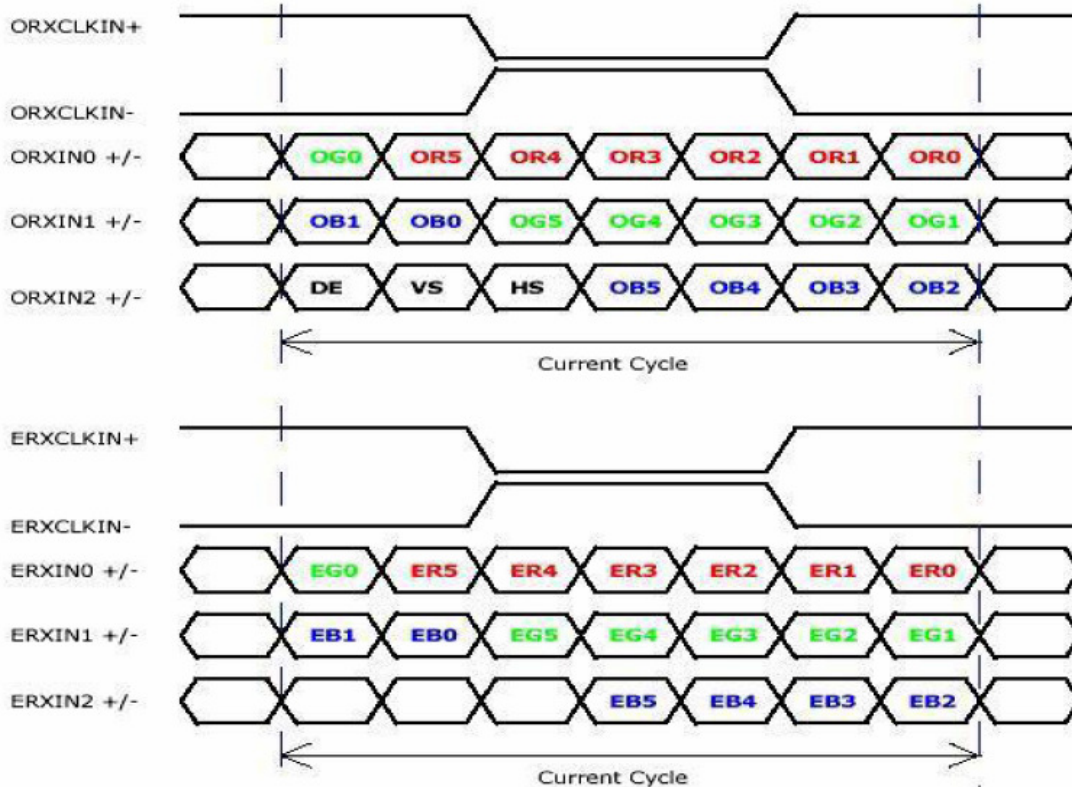 ORXCLKIN+
ORXCLKIN-
ORXIN0 +/- OG0 OR5 OR4 OR3 OR2 OR1 OR0
ORXIN1 +/- OB1 OB0 OG5 OG4 OG3 OG2 OG1
ORXIN2 +/- DE VS HS OB5 OB4 OB3 OB2
Current Cycle
ERXCLKIN+
ERXCLKIN-
ERXIN0 +/- EG0 ER5 ER4 ER3 ER2 ER1 ER0
ERXIN1 +/- EB1 EB0 EG5 EG4 EG3 EG2 EG1
ERXIN2 +/- EB5 EB4 EB3 EB2
Current Cycle